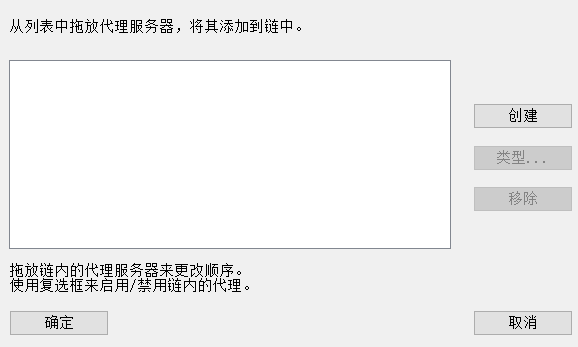 从列表中拖放代理服务器，将其添加到链中。
创建
类型...
移除
拖放链内的代理服务器来更改顺序。
使用复选框来启用/禁用链内的代理。
确定
取消